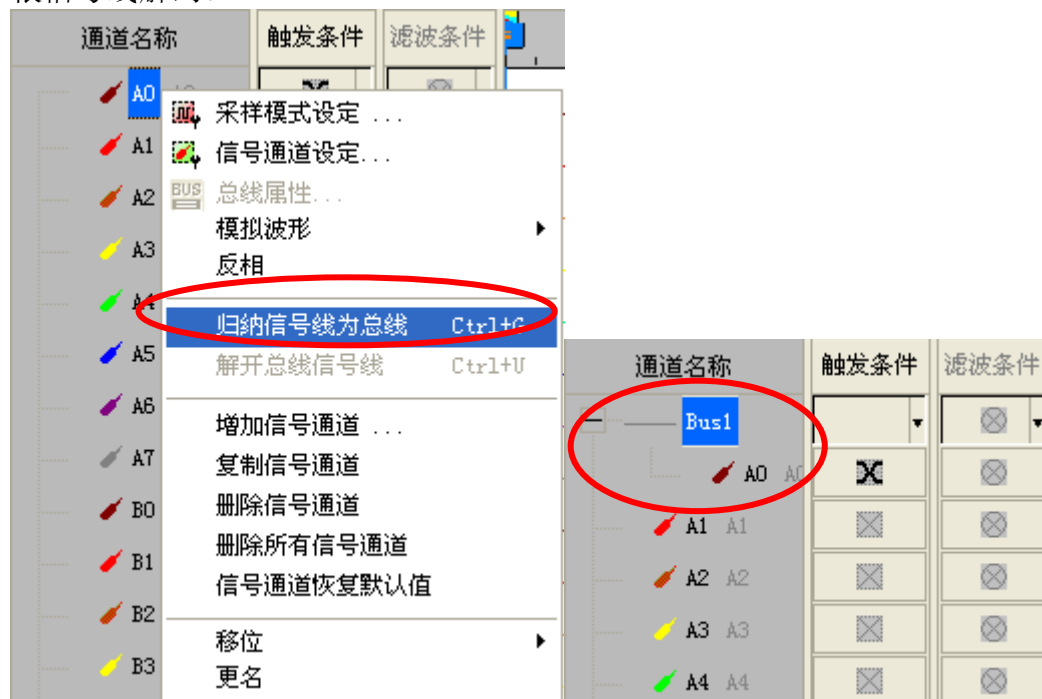 通道名称 触发条件 滤波条件
A0
采样模式设定 ...
A1 信号通道设定...
A2 BUS 总线属性...
模拟波形
A3
反相
A4
归纳信号线为总线 Ctrl+G
A5 解开总线信号线 Ctrl+U
A6
增加信号通道 ...
A7 复制信号通道
B0 删除信号通道
删除所有信号通道
B1
信号通道恢复默认值
B2
移位
B3 更名
通道名称 触发条件 滤波条件
Bus1
A0 A0
A1 A1
A2 A2
A3 A3
A4 A4